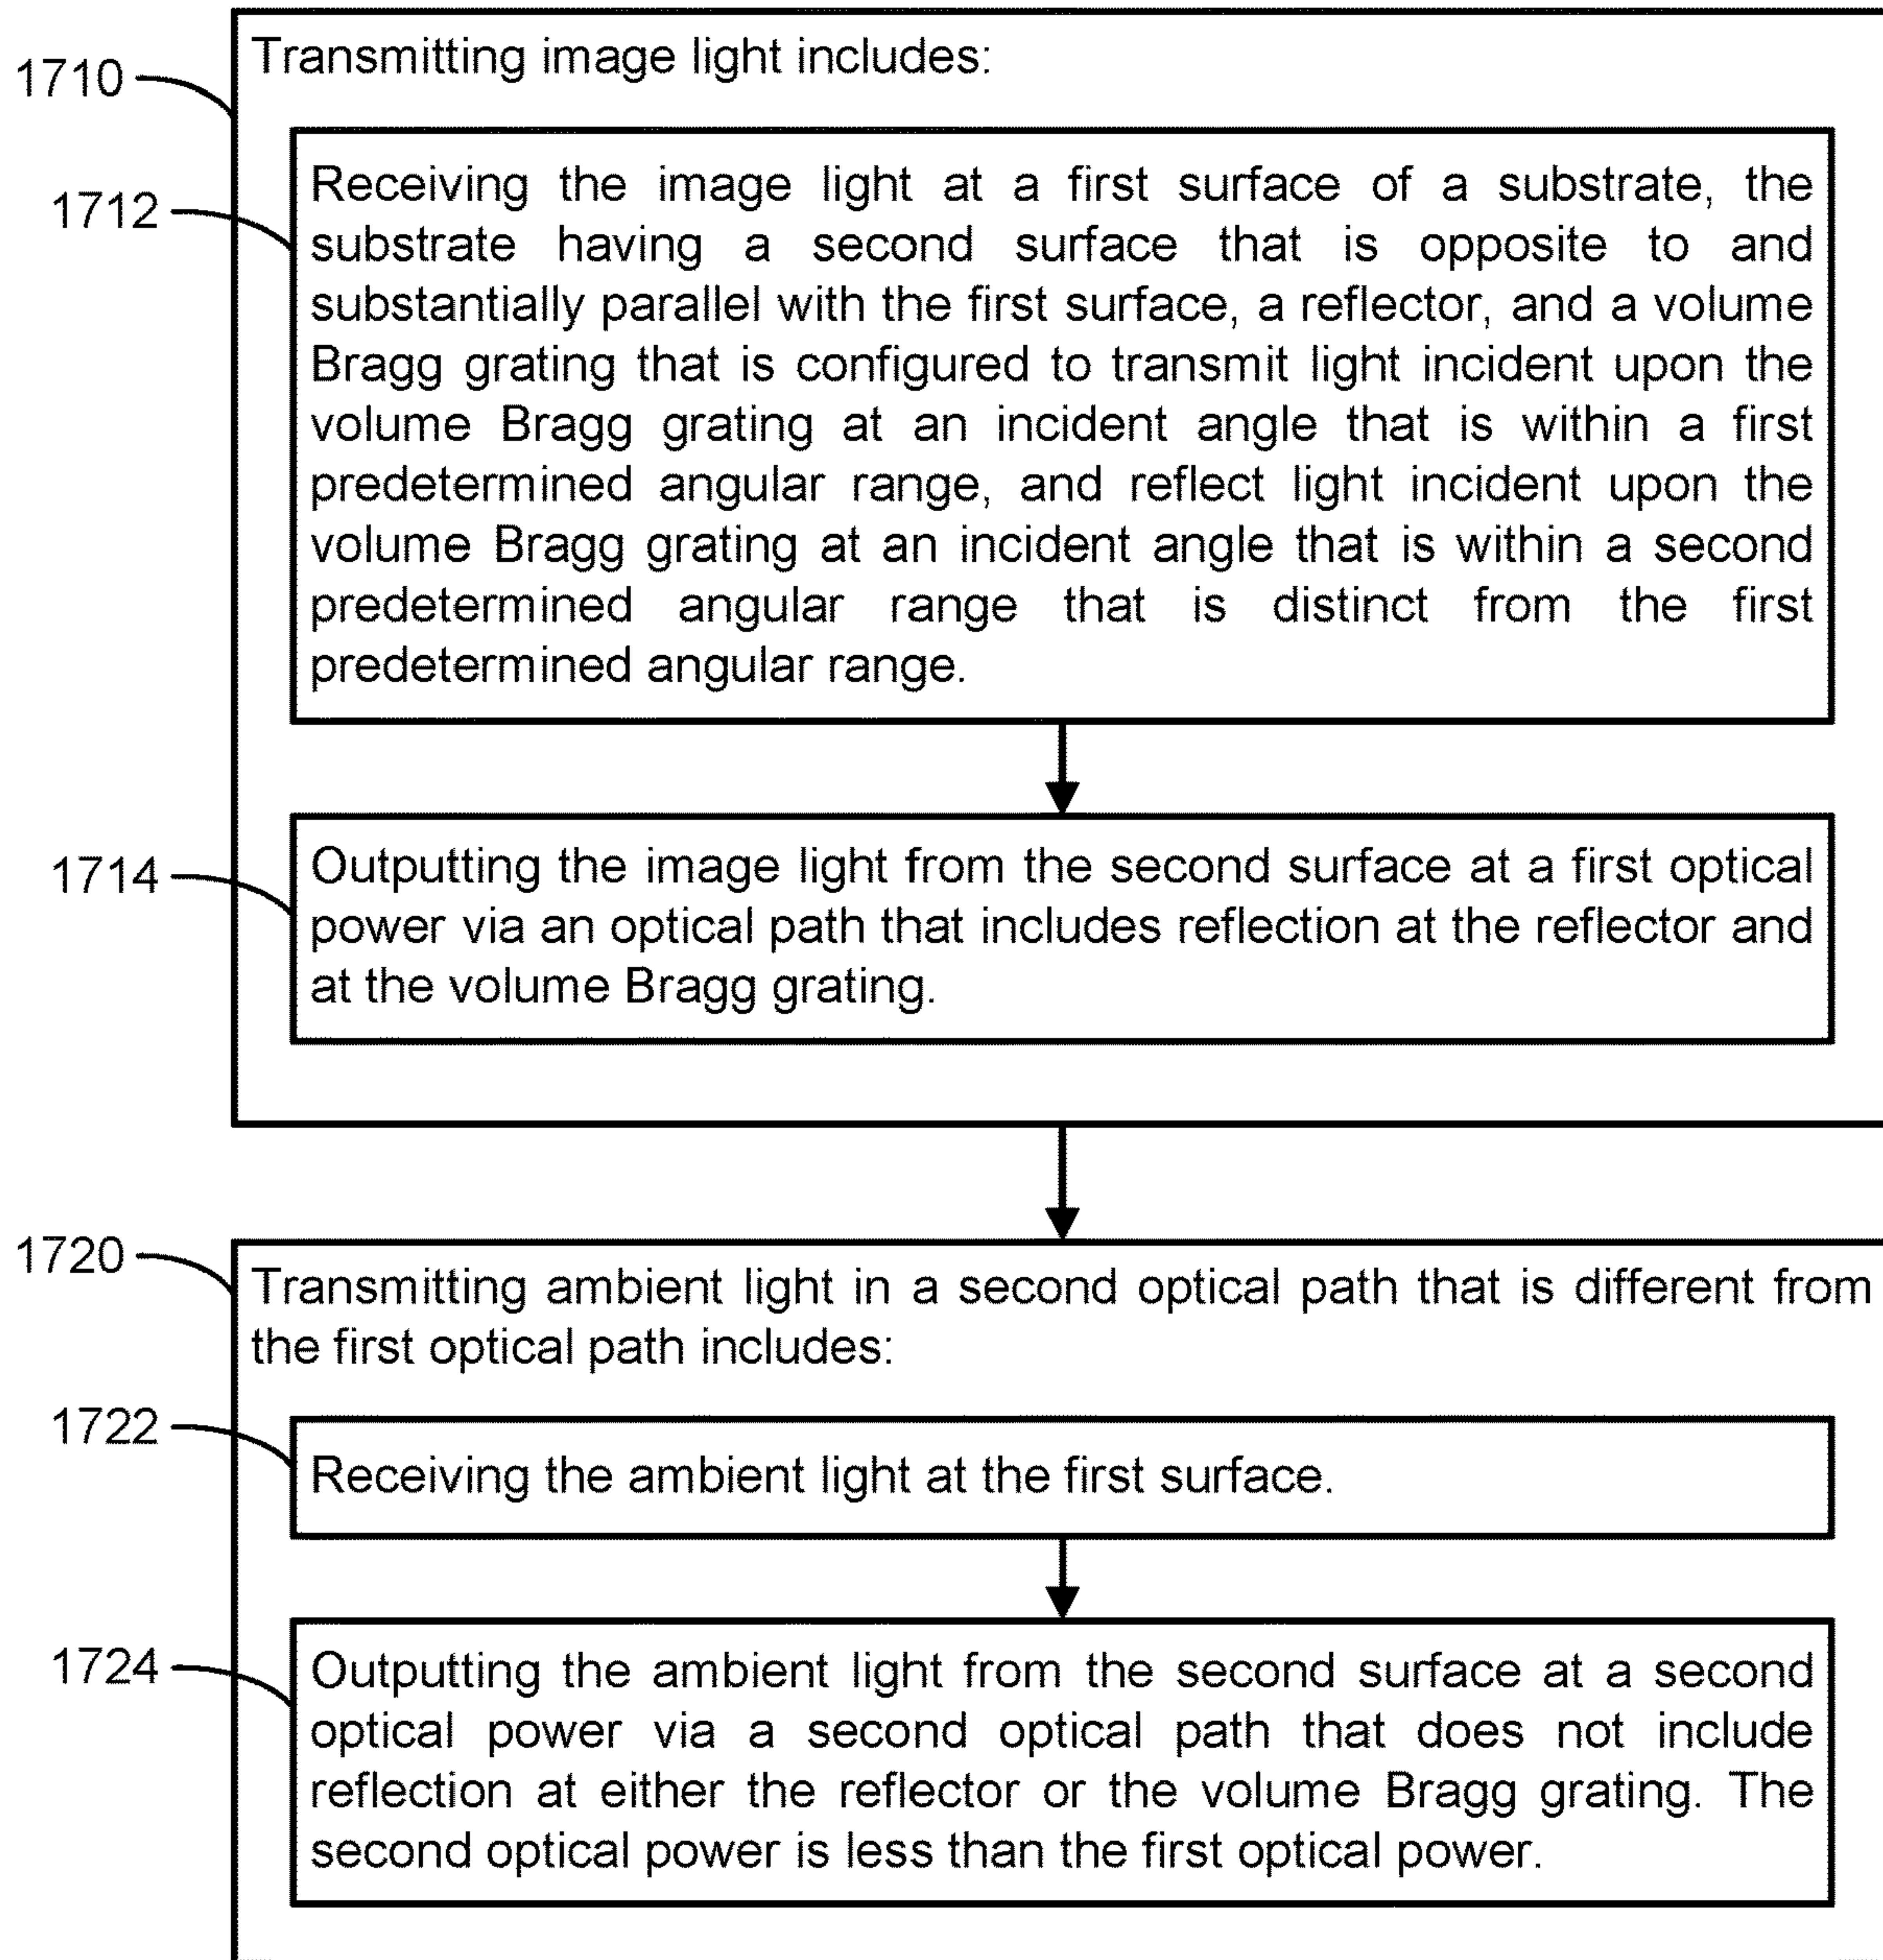 1710
Transmitting image light includes:
1712
Receiving the image light at a first surface of a substrate, the
substrate having a second surface that is opposite to and
substantially parallel with the first surface, a reflector, and a volume
Bragg grating that is configured to transmit light incident upon the
volume Bragg grating at an incident angle that is within a first
predetermined angular range, and reflect light incident upon the
volume Bragg grating at an incident angle that is within a second
predetermined angular range that is distinct from the first
predetermined angular range.
1714
Outputting the image light from the second surface at a first optical
power via an optical path that includes reflection at the reflector and
at the volume Bragg grating.
1720
Transmitting ambient light in a second optical path that is different from
the first optical path includes:
1722
Receiving the ambient light at the first surface.
1724
Outputting the ambient light from the second surface at a second
optical power via a second optical path that does not include
reflection at either the reflector or the volume Bragg grating. The
second optical power is less than the first optical power.